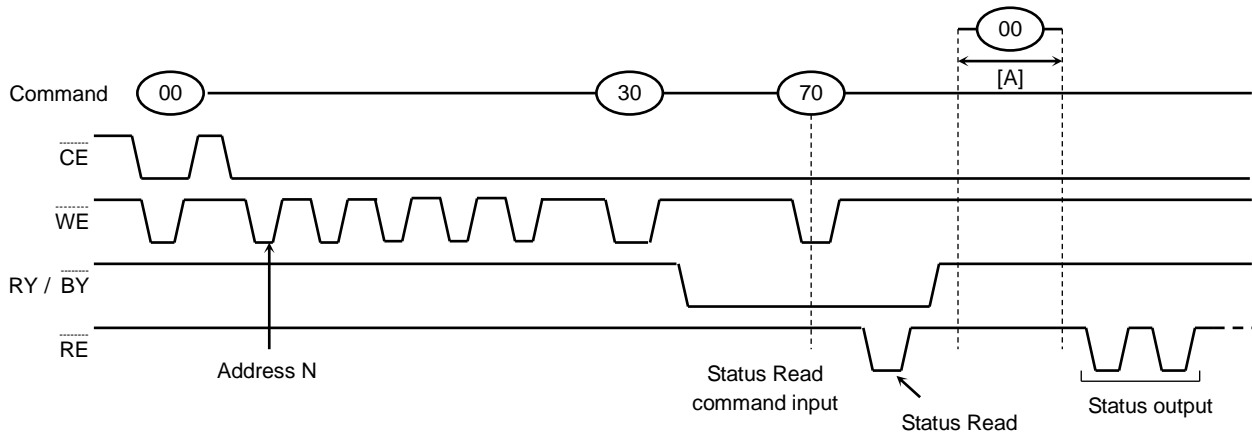 00
[A]
Command 00 30 70
CE
WE
RY / BY
RE
Address N
Status Read
command input
Status Read
Status output